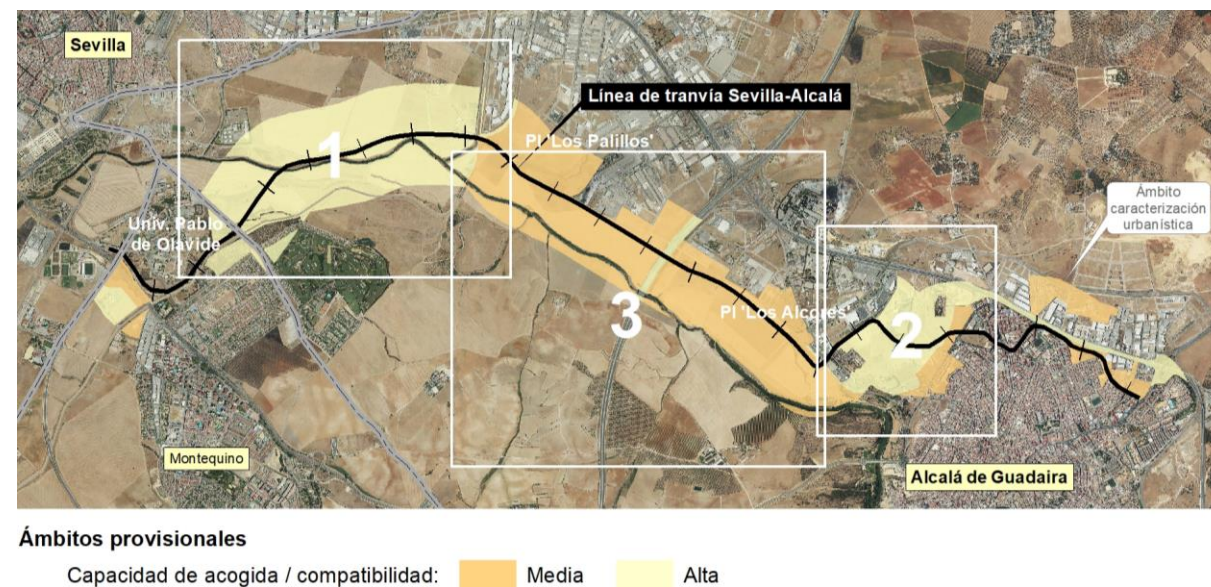 Sevilla
Línea de tranvía Sevilla-Alcalá
1
PI 'Los Palillos'
Ámbito
caracterización
urbanística
Univ. Pablo
de Olavide
3
PI 'Los Alcores'
2
Montequino
Alcalá de Guadaira
Ámbitos provisionales
Capacidad de acogida / compatibilidad: Media Alta